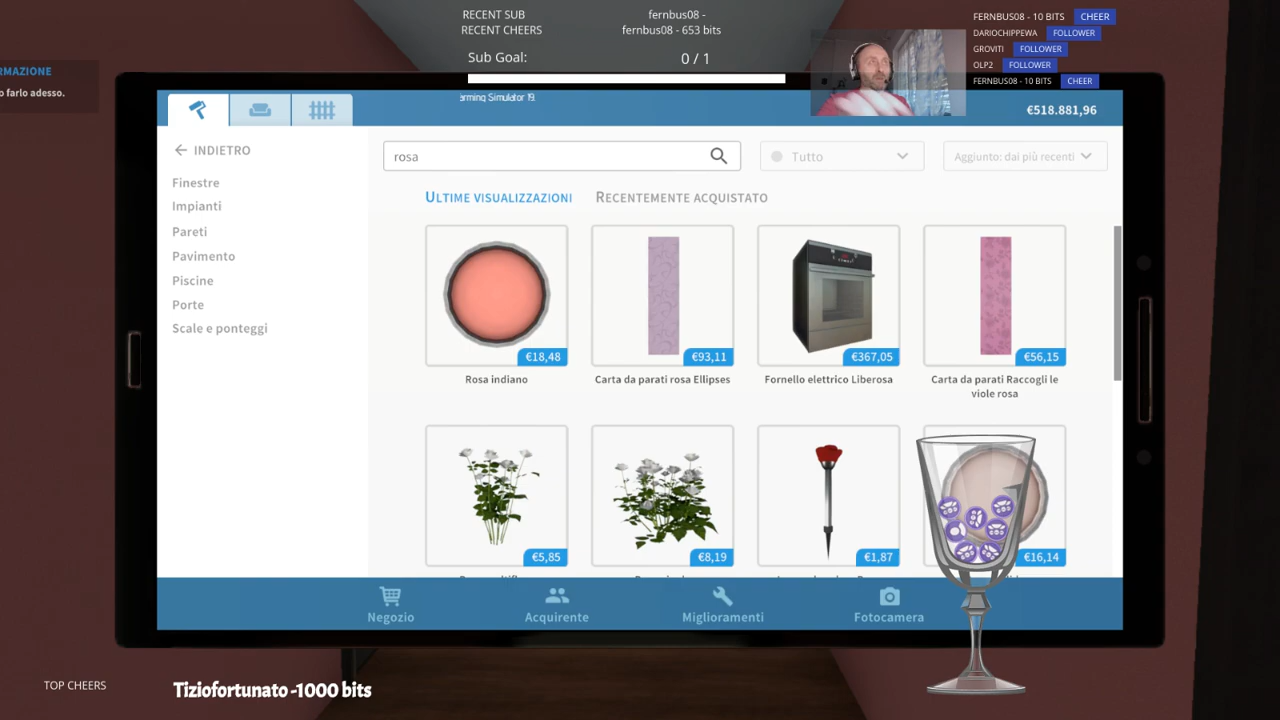 RECENT SUB
fernbus08 -
RECENT CHEERS
fernbus08 - 653 bits
Sub Goal:
0 / 1
FERNBUS08 - 10 BITS CHEER
DARIOCHIPPEWA FOLLOWER
GROVITI FOLLOWER
OLP2 FOLLOWER
FERNBUS08 - 10 BITS CHEER
RMAZIONE
farlo adesso.
arming Simulator 19.
€518.881,96
INDIETRO
rosa
Tutto
Aggiunto: dai più recenti
Finestre
Impianti
Pareti
Pavimento
Piscine
Porte
Scale e ponteggi
ULTIME VISUALIZZAZIONI
RECENTEMENTE ACQUISTATO
€18,48
€93,11
€367,05
€56,15
Rosa indiano
Carta da parati rosa Ellipses
Fornello elettrico Liberosa
Carta da parati Raccogli le
viole rosa
€5,85
€8,19
€1,87
€16,14
Negozio
Acquirente
Miglioramenti
Fotocamera
TOP CHEERS
Tiziofortunato -1000 bits